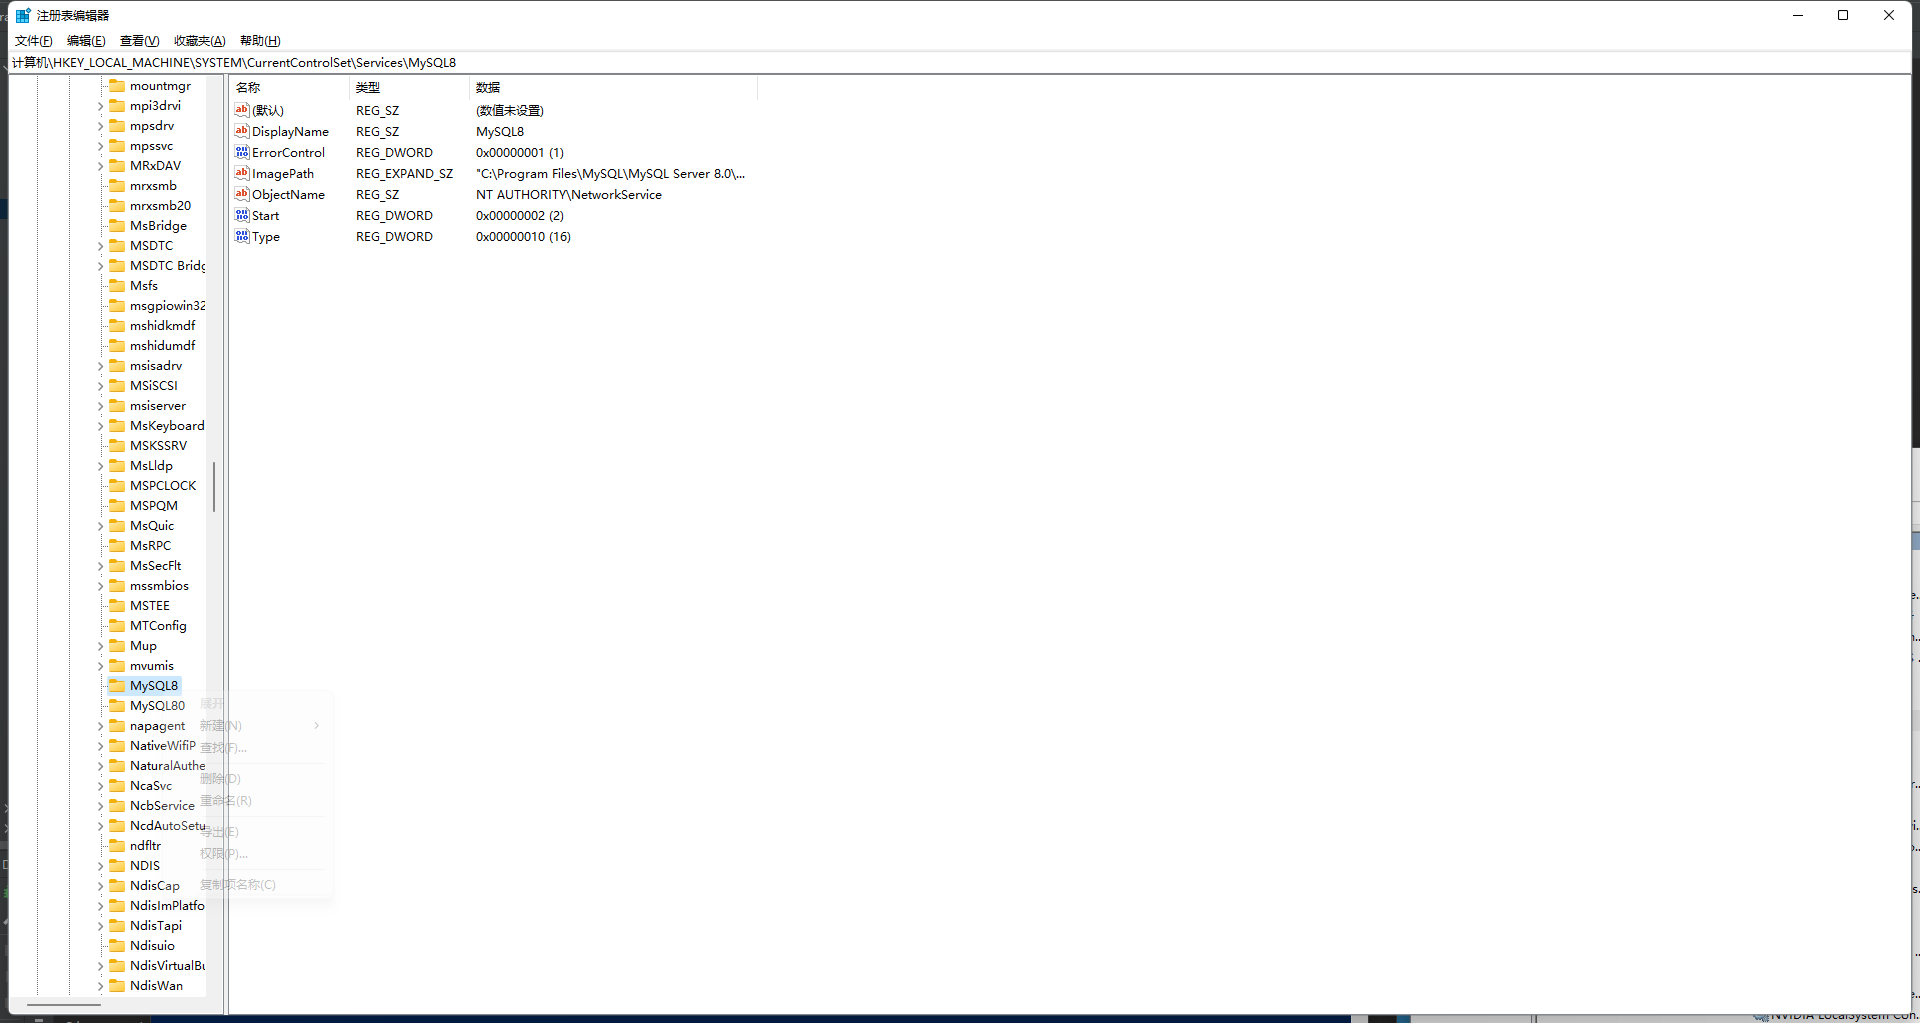 注册表编辑器
文件(F) 编辑(E) 查看(V) 收藏夹(A) 帮助(H)
计算机\HKEY_LOCAL_MACHINE\SYSTEM\CurrentControlSet\Services\MySQL8
mountmgr
mpi3drvi
mpsdrv
mpssvc
MRxDAV
mrxsmb
mrxsmb20
MsBridge
MSDTC
MSDTC Bridg
Msfs
msgpiowin32
mshidkmdf
mshidumdf
msisadrv
MSiSCSI
msiserver
MsKeyboard
MSKSSRV
MsLldp
MSPCLOCK
MSPQM
MsQuic
MsRPC
MsSecFlt
mssmbios
MSTEE
MTConfig
Mup
mvumis
MySQL8
MySQL80
napagent
NativeWifiP
NaturalAuthe
NcaSvc
NcbService
NcdAutoSetu
ndfltr
NDIS
NdisCap
NdisImPlatfo
NdisTapi
Ndisuio
NdisVirtualBu
NdisWan
展开
新建(N)
查找(F)...
删除(D)
重命名(R)
导出(E)
权限(P)...
复制项名称(C)
名称 类型 数据
(默认) REG_SZ (数值未设置)
DisplayName REG_SZ MySQL8
ErrorControl REG_DWORD 0x00000001 (1)
ImagePath REG_EXPAND_SZ "C:\Program Files\MySQL\MySQL Server 8.0\...
ObjectName REG_SZ NT AUTHORITY\NetworkService
Start REG_DWORD 0x00000002 (2)
Type REG_DWORD 0x00000010 (16)
NVIDIA LocalSystem Con.